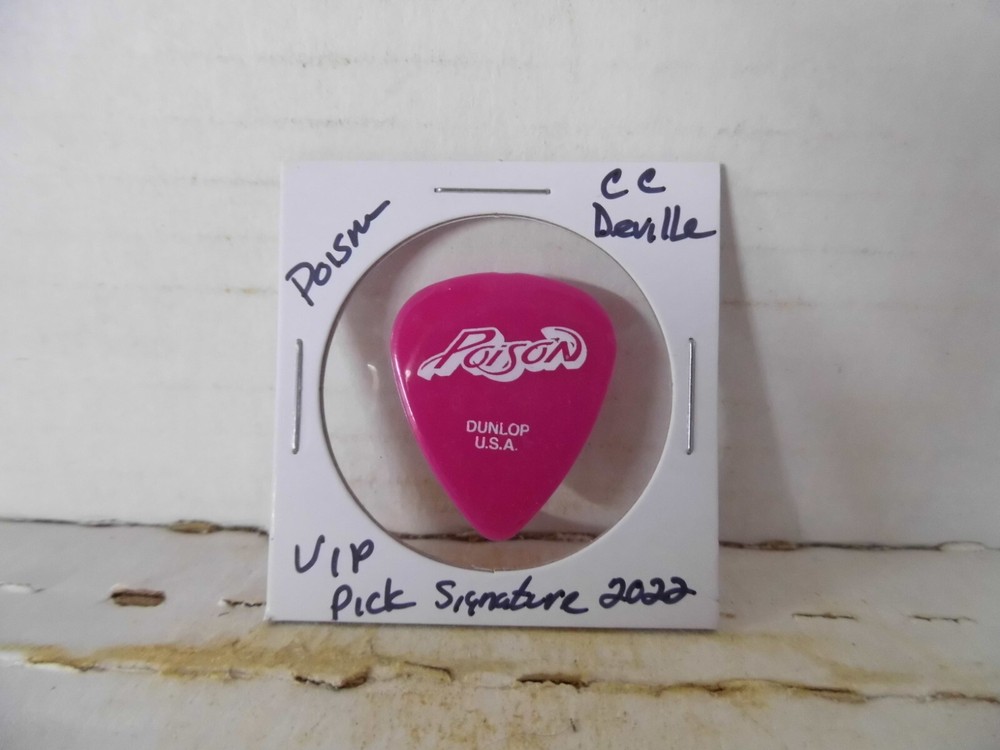 Poison
CC
Deville
POISON
DUNLOP
U.S.A.
VIP
Pick Signature 2022